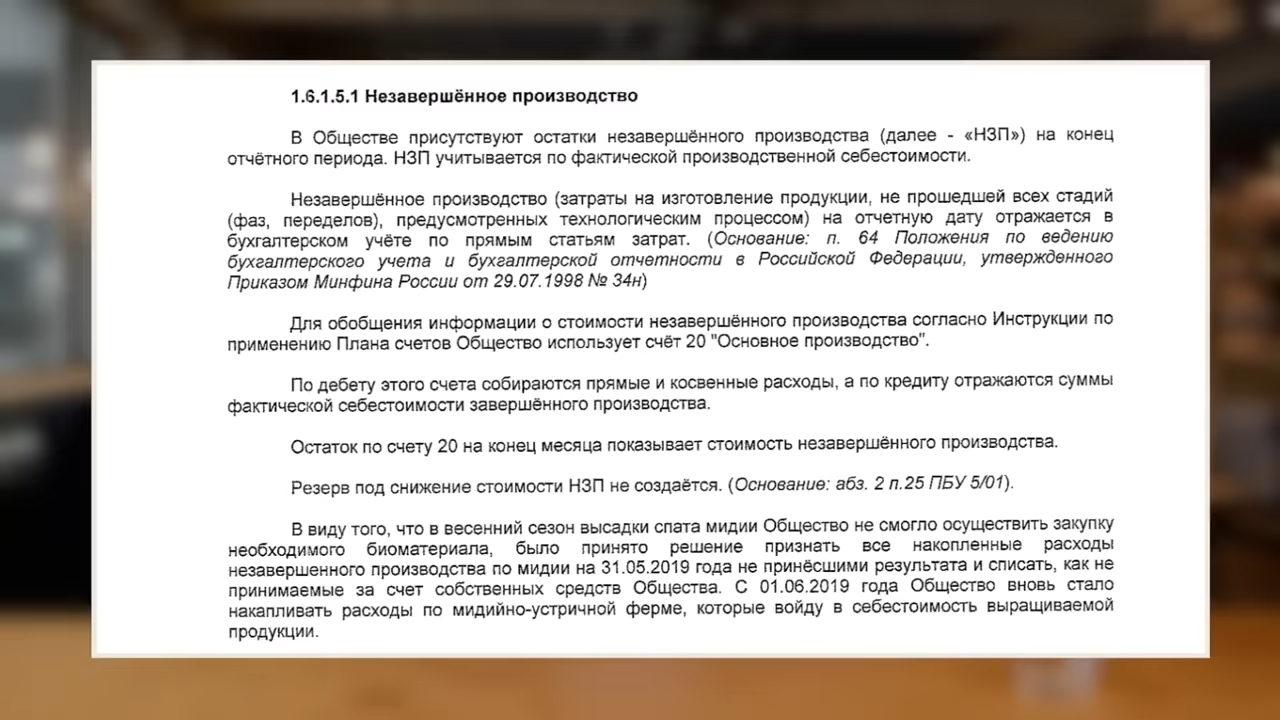 1.6.1.5.1 Незавершённое производство
В Обществе присутствуют остатки незавершённого производства (далее - «НЗП») на конец
отчётного периода. НЗП учитывается по фактической производственной себестоимости.
Незавершённое производство (затраты на изготовление продукции, не прошедшей всех стадий
(фаз, переделов), предусмотренных технологическим процессом) на отчетную дату отражается в
бухгалтерском учёте по прямым статьям затрат. (Основание: п. 64 Положения по ведению
бухгалтерского учета и бухгалтерской отчетности в Российской Федерации, утвержденного
Приказом Минфина России от 29.07.1998 № 34н)
Для обобщения информации о стоимости незавершённого производства согласно Инструкции по
применению Плана счетов Общество использует счёт 20 "Основное производство".
По дебету этого счета собираются прямые и косвенные расходы, а по кредиту отражаются суммы
фактической себестоимости завершённого производства.
Остаток по счету 20 на конец месяца показывает стоимость незавершённого производства.
Резерв под снижение стоимости НЗП не создаётся. (Основание: абз. 2 п.25 ПБУ 5/01).
В виду того, что в весенний сезон высадки спата мидии Общество не смогло осуществить закупку
необходимого биоматериала, было принято решение признать все накопленные расходы
незавершенного производства по мидии на 31.05.2019 года не принёсшими результата и списать, как не
принимаемые за счет собственных средств Общества. С 01.06.2019 года Общество вновь стало
накапливать расходы по мидийно-устричной ферме, которые войду в себестоимость выращиваемой
продукции.